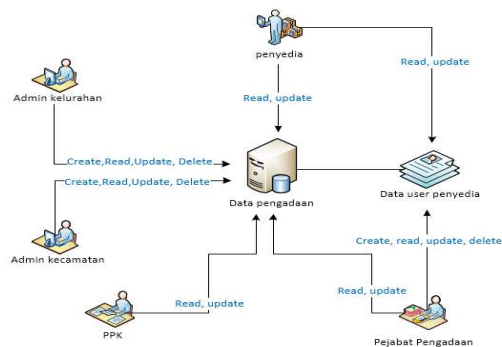 penyedia
Read, update
Admin kelurahan
Read, update
Create,Read,Update, Delete
Create,Read,Update, Delete
Data pengadaan
Data user penyedia
Admin kecamatan
Create, read, update, delete
Read, update
Read, update
PPK
Pejabat Pengadaan